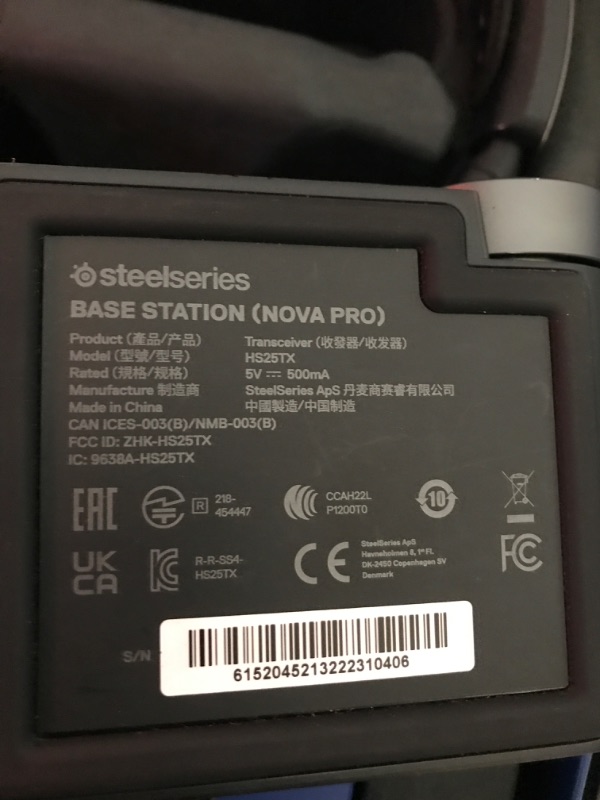 steelseries
BASE STATION (NOVA PRO)
Product (產品/产品) Transceiver (收發器/收发器)
Model (型號/型号) HS25TX
Rated (規格/规格) 5V ⎓ 500mA
Manufacture 制造商 SteelSeries ApS 丹麦商赛睿有限公司
Made in China 中國製造/中国制造
CAN ICES-003(B)/NMB-003(B)
FCC ID: ZHK-HS25TX
IC: 9638A-HS25TX
EAC
R 218-
454447
CCAH22L
P1200T0
10
UK
CA
R-R-SS4-
HS25TX
CE
SteelSeries ApS
Havneholmen 8, 1st Fl.
DK-2450 Copenhagen SV
Denmark
FC
S/N
6152045213222310406